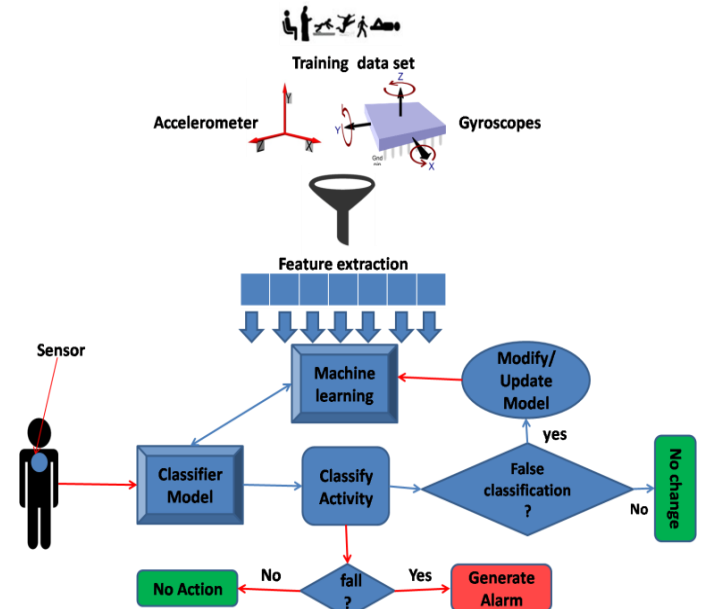 Training data set
Accelerometer
Y
Z
X
Z
Y
X
Gyroscopes
Feature extraction
Sensor
Machine
learning
Modify/
Update
Model
yes
Classifier
Model
Classify
Activity
False
classification
?
No
No change
No Action
No
fall
?
Yes
Generate
Alarm